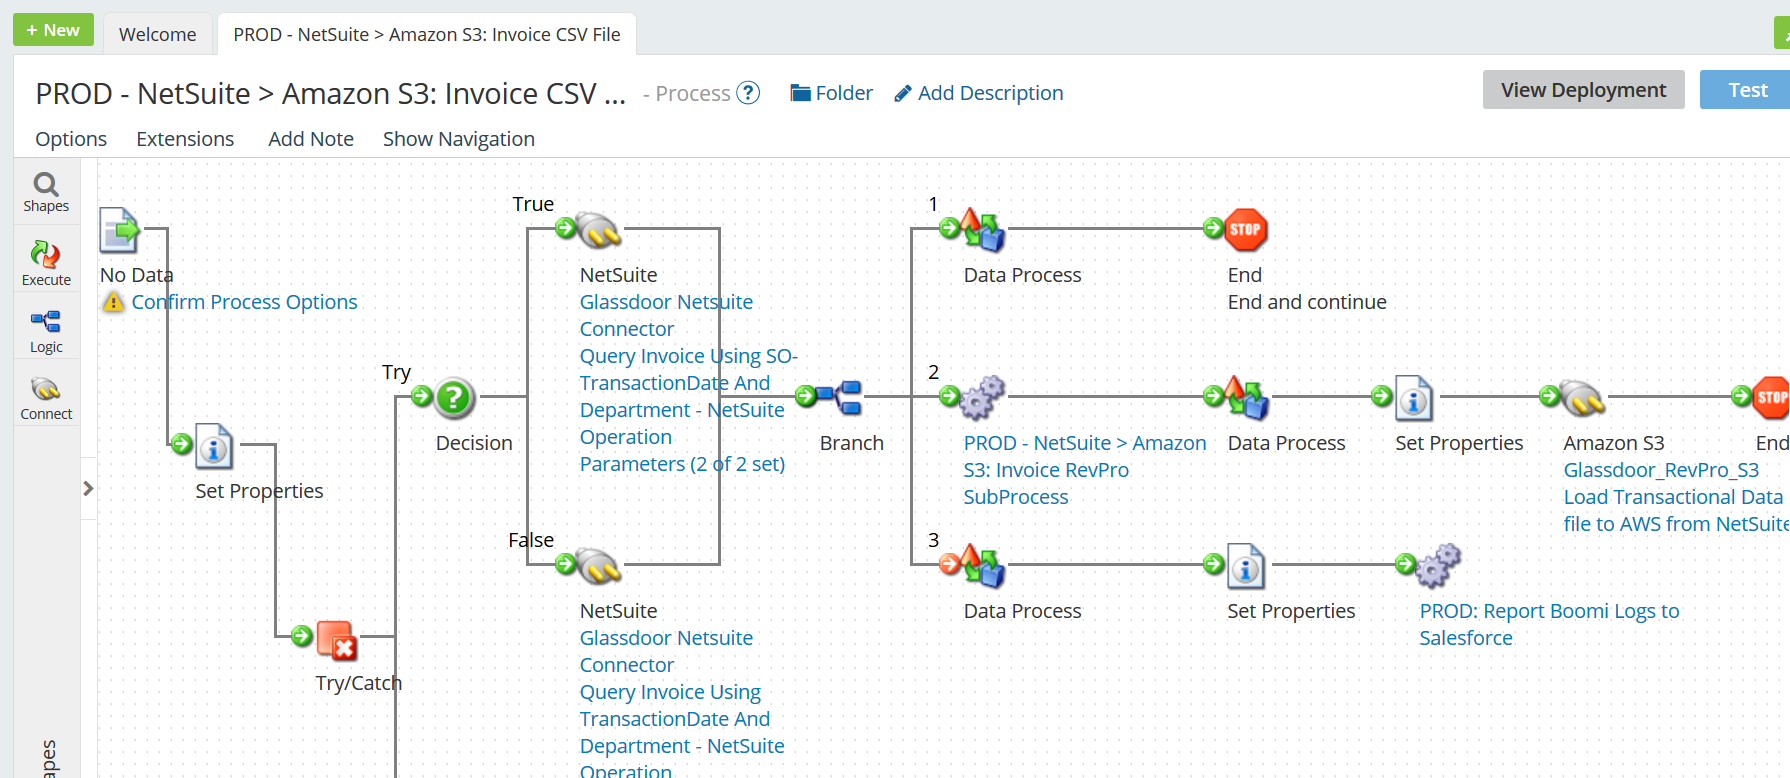 + New
Welcome
PROD - NetSuite > Amazon S3: Invoice CSV File
PROD - NetSuite > Amazon S3: Invoice CSV ...
- Process ?
Folder
Add Description
View Deployment
Test
Options
Extensions
Add Note
Show Navigation
Shapes
Execute
Logic
Connect
No Data
Confirm Process Options
Set Properties
Try/Catch
Try
Decision
True
NetSuite
Glassdoor Netsuite
Connector
Query Invoice Using SO-
TransactionDate And
Department - NetSuite
Operation
Parameters (2 of 2 set)
False
NetSuite
Glassdoor Netsuite
Connector
Query Invoice Using
TransactionDate And
Department - NetSuite
Operation
Branch
1
Data Process
STOP
End
End and continue
2
PROD - NetSuite > Amazon
S3: Invoice RevPro
SubProcess
Data Process
Set Properties
Amazon S3
Glassdoor_RevPro_S3
Load Transactional Data
file to AWS from NetSuite
STOP
End
3
Data Process
Set Properties
PROD: Report Boomi Logs to
Salesforce